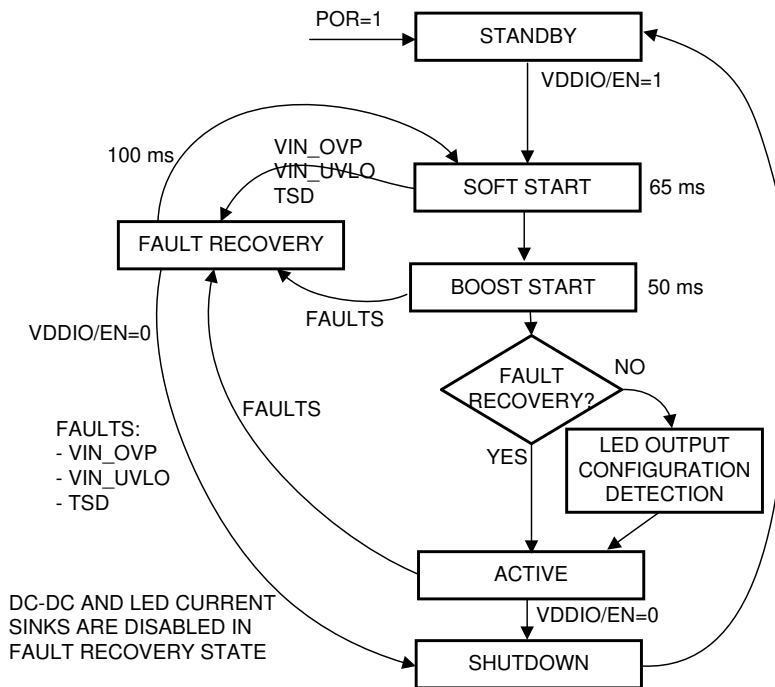 POR=1
STANDBY
VDDIO/EN=1
100 ms
VIN_OVP
VIN_UVLO
TSD
SOFT START
65 ms
FAULT RECOVERY
BOOST START
50 ms
FAULTS
VDDIO/EN=0
FAULT
RECOVERY?
NO
FAULTS
YES
LED OUTPUT
CONFIGURATION
DETECTION
FAULTS:
- VIN_OVP
- VIN_UVLO
- TSD
ACTIVE
VDDIO/EN=0
DC-DC AND LED CURRENT
SINKS ARE DISABLED IN
FAULT RECOVERY STATE
SHUTDOWN